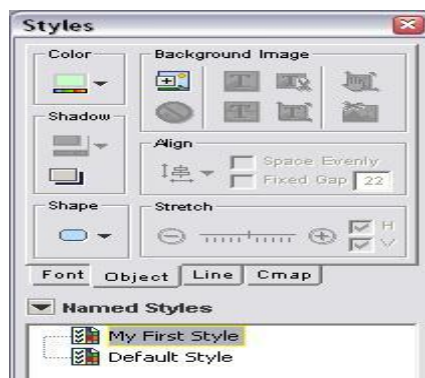 Styles
Color
Background Image
Shadow
Align
Space Evenly
Fixed Gap 22
Shape
Stretch
H
V
Font Object Line Cmap
Named Styles
My First Style
Default Style